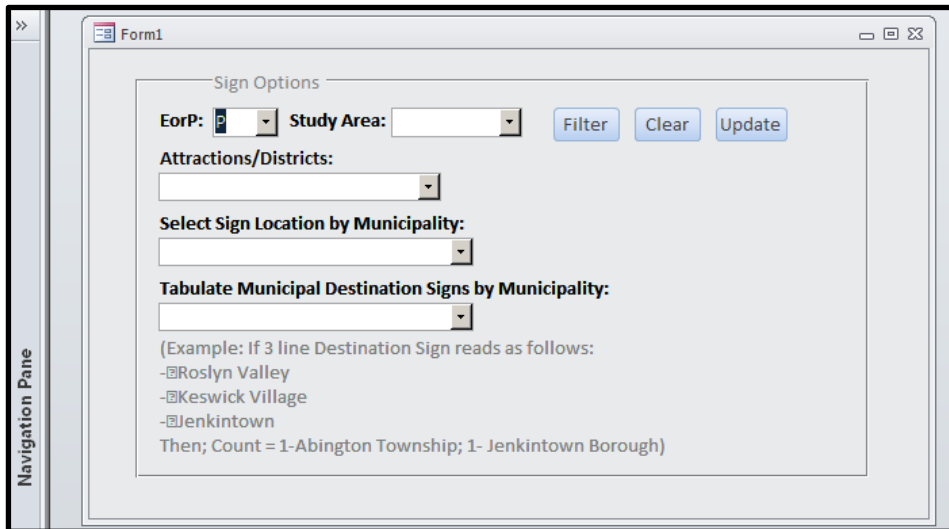 »
Form1
Sign Options
EorP: P Study Area: Filter Clear Update
Attractions/Districts:
Select Sign Location by Municipality:
Tabulate Municipal Destination Signs by Municipality:
(Example: If 3 line Destination Sign reads as follows:
-⍰Roslyn Valley
-⍰Keswick Village
-⍰Jenkintown
Then; Count = 1-Abington Township; 1- Jenkintown Borough)
Navigation Pane